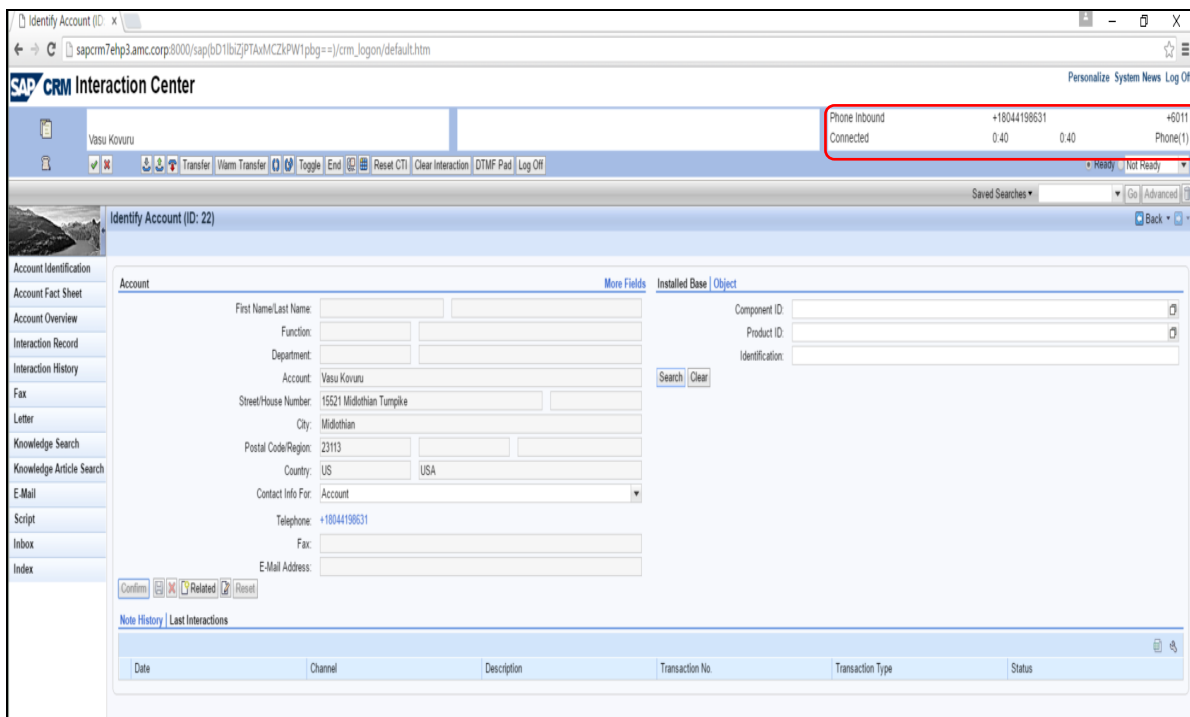 Identify Account (ID: x
sapcrm7ehp3.amc.corp:8000/sap(bD1lbiZjPTAxMCZkPW1pbg==)/crm_logon/default.htm
SAP CRM Interaction Center
Personalize System News Log Of
Vasu Kovuru
Phone Inbound +18044198631 +6011
Connected 0:40 0:40 Phone(1)
Transfer Warm Transfer Toggle End Reset CTI Clear Interaction DTMF Pad Log Off
Ready Not Ready
Saved Searches Go Advanced
Identify Account (ID: 22)
Back
Account Identification
Account Fact Sheet
Account Overview
Interaction Record
Interaction History
Fax
Letter
Knowledge Search
Knowledge Article Search
E-Mail
Script
Inbox
Index
Account More Fields
First Name/Last Name:
Function:
Department:
Account: Vasu Kovuru
Street/House Number: 15521 Midlothian Turnpike
City: Midlothian
Postal Code/Region: 23113
Country: US USA
Contact Info For: Account
Telephone: +18044198631
Fax:
E-Mail Address:
Confirm Related Reset
Installed Base Object
Component ID:
Product ID:
Identification:
Search Clear
Note History Last Interactions
Date Channel Description Transaction No. Transaction Type Status